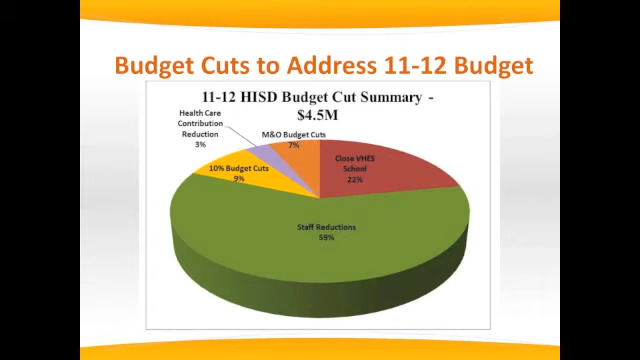 Budget Cuts to Address 11-12 Budget
11-12 HISD Budget Cut Summary -
$4.5M
Health Care
Contribution
Reduction
3%
M&O Budget Cuts
7%
Close VHES
School
22%
10% Budget Cuts
9%
Staff Reductions
59%